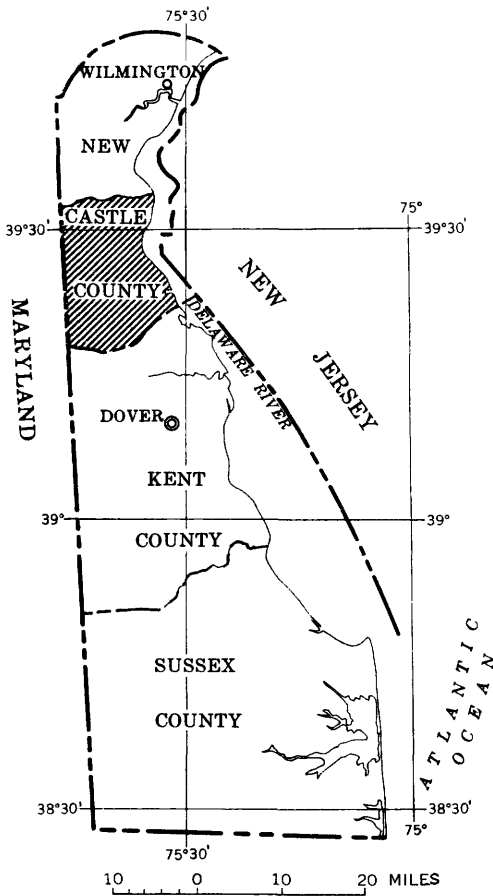 75°30'
WILMINGTON
NEW
CASTLE
39°30'
75°
39°30'
COUNTY
NEW
JERSEY
MARYLAND
DELAWARE RIVER
DOVER
KENT
39°
39°
COUNTY
SUSSEX
COUNTY
ATLANTIC
OCEAN
38°30'
38°30'
75°30'
75°
10 0 10 20 MILES